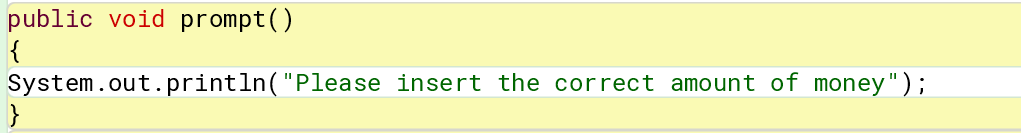 public void prompt()
{
System.out.println("Please insert the correct amount of money");
}